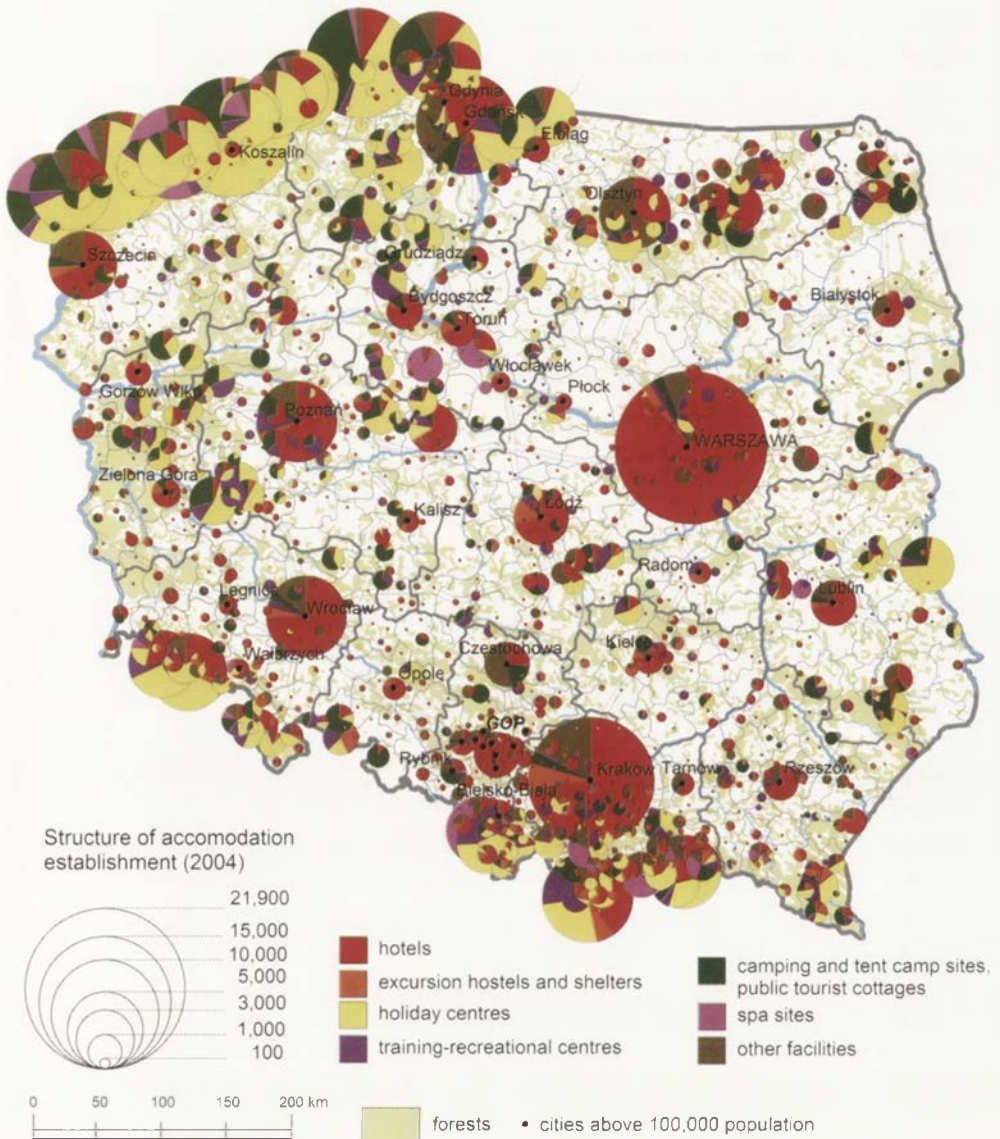 Gdynia
Gdańsk
Elbląg
Koszalin
Olsztyn
Szczecin
Grudziądz
Bydgoszcz
Białystok
Toruń
Włocławek
Płock
Gorzów Wlkp.
Poznań
WARSZAWA
Zielona Góra
Kalisz
Łódź
Radom
Legnica
Wrocław
Lublin
Wałbrzych
Częstochowa
Kielce
Opole
GOP
Rybnik
Kraków
Tarnów
Rzeszów
Bielsko-Biała
Structure of accomodation
establishment (2004)
21,900
15,000
10,000
5,000
3,000
1,000
100
hotels
excursion hostels and shelters
holiday centres
training-recreational centres
camping and tent camp sites,
public tourist cottages
spa sites
other facilities
0 50 100 150 200 km
forests
cities above 100,000 population